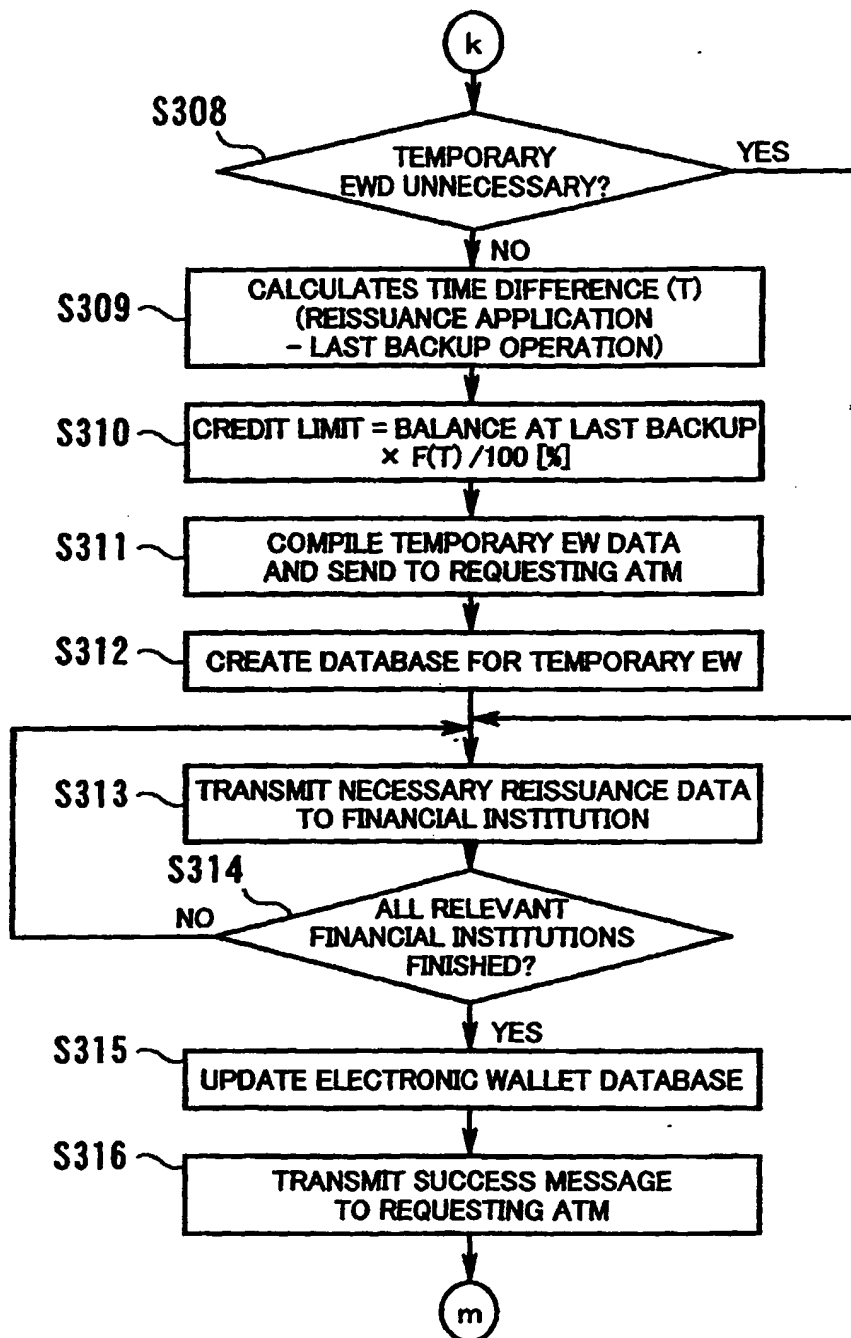 k
S308
TEMPORARY
EWD UNNECESSARY?
YES
NO
S309
CALCULATES TIME DIFFERENCE (T)
(REISSUANCE APPLICATION
- LAST BACKUP OPERATION)
S310
CREDIT LIMIT = BALANCE AT LAST BACKUP
× F(T) /100 [%]
S311
COMPILE TEMPORARY EW DATA
AND SEND TO REQUESTING ATM
S312
CREATE DATABASE FOR TEMPORARY EW
S313
TRANSMIT NECESSARY REISSUANCE DATA
TO FINANCIAL INSTITUTION
S314
NO
ALL RELEVANT
FINANCIAL INSTITUTIONS
FINISHED?
YES
S315
UPDATE ELECTRONIC WALLET DATABASE
S316
TRANSMIT SUCCESS MESSAGE
TO REQUESTING ATM
m